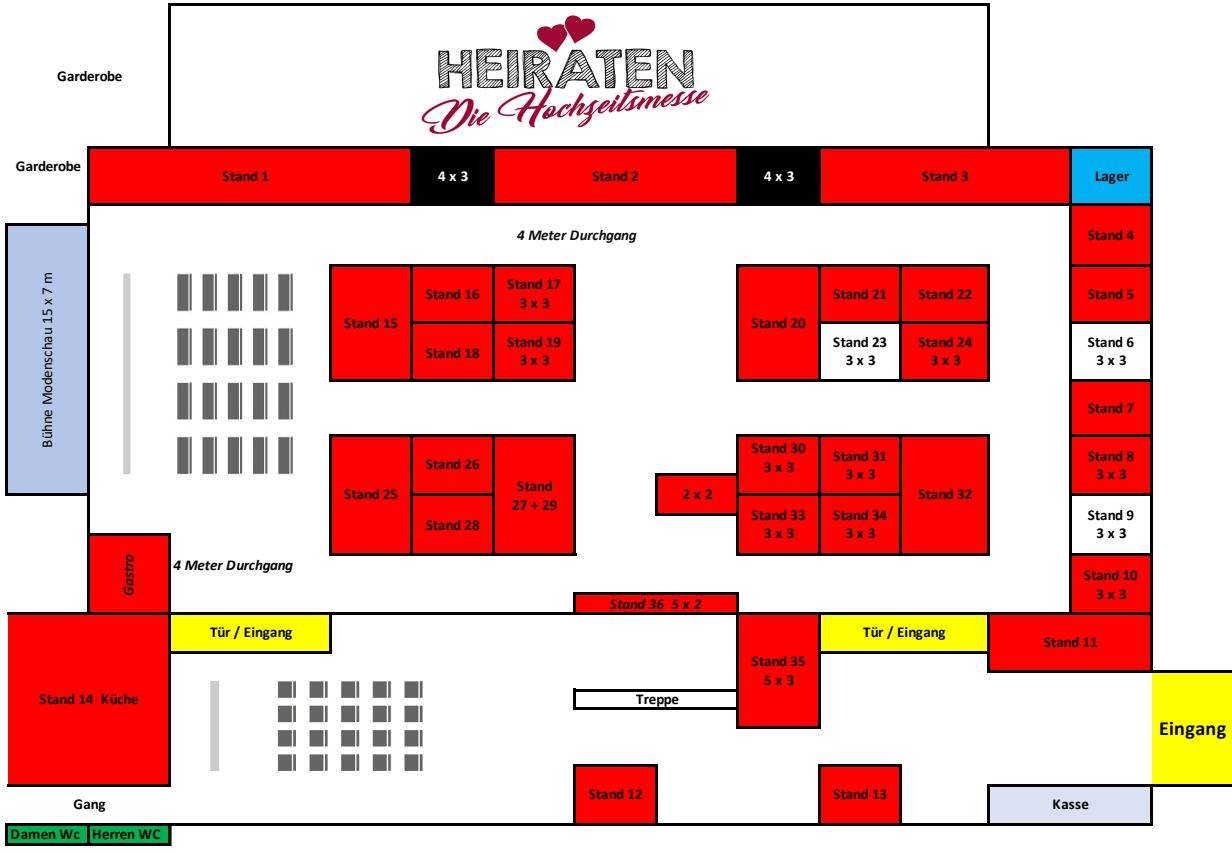 HEIRATEN
Die Hochzeitsmesse
Garderobe
Garderobe
Stand 1
4 x 3
Stand 2
4 x 3
Stand 3
Lager
4 Meter Durchgang
Stand 4
Bühne Modenschau 15 x 7 m
Stand 15
Stand 16
Stand 17
3 x 3
Stand 18
Stand 19
3 x 3
Stand 20
Stand 21
Stand 22
Stand 23
3 x 3
Stand 24
3 x 3
Stand 5
Stand 6
3 x 3
Stand 7
Stand 25
Stand 26
Stand
27 + 29
Stand 28
2 x 2
Stand 30
3 x 3
Stand 31
3 x 3
Stand 32
Stand 33
3 x 3
Stand 34
3 x 3
Stand 8
3 x 3
Stand 9
3 x 3
Gastro
4 Meter Durchgang
Stand 10
3 x 3
Stand 36 5 x 2
Tür / Eingang
Tür / Eingang
Stand 11
Stand 14 Küche
Stand 35
5 x 3
Treppe
Eingang
Stand 12
Stand 13
Kasse
Gang
Damen Wc
Herren WC